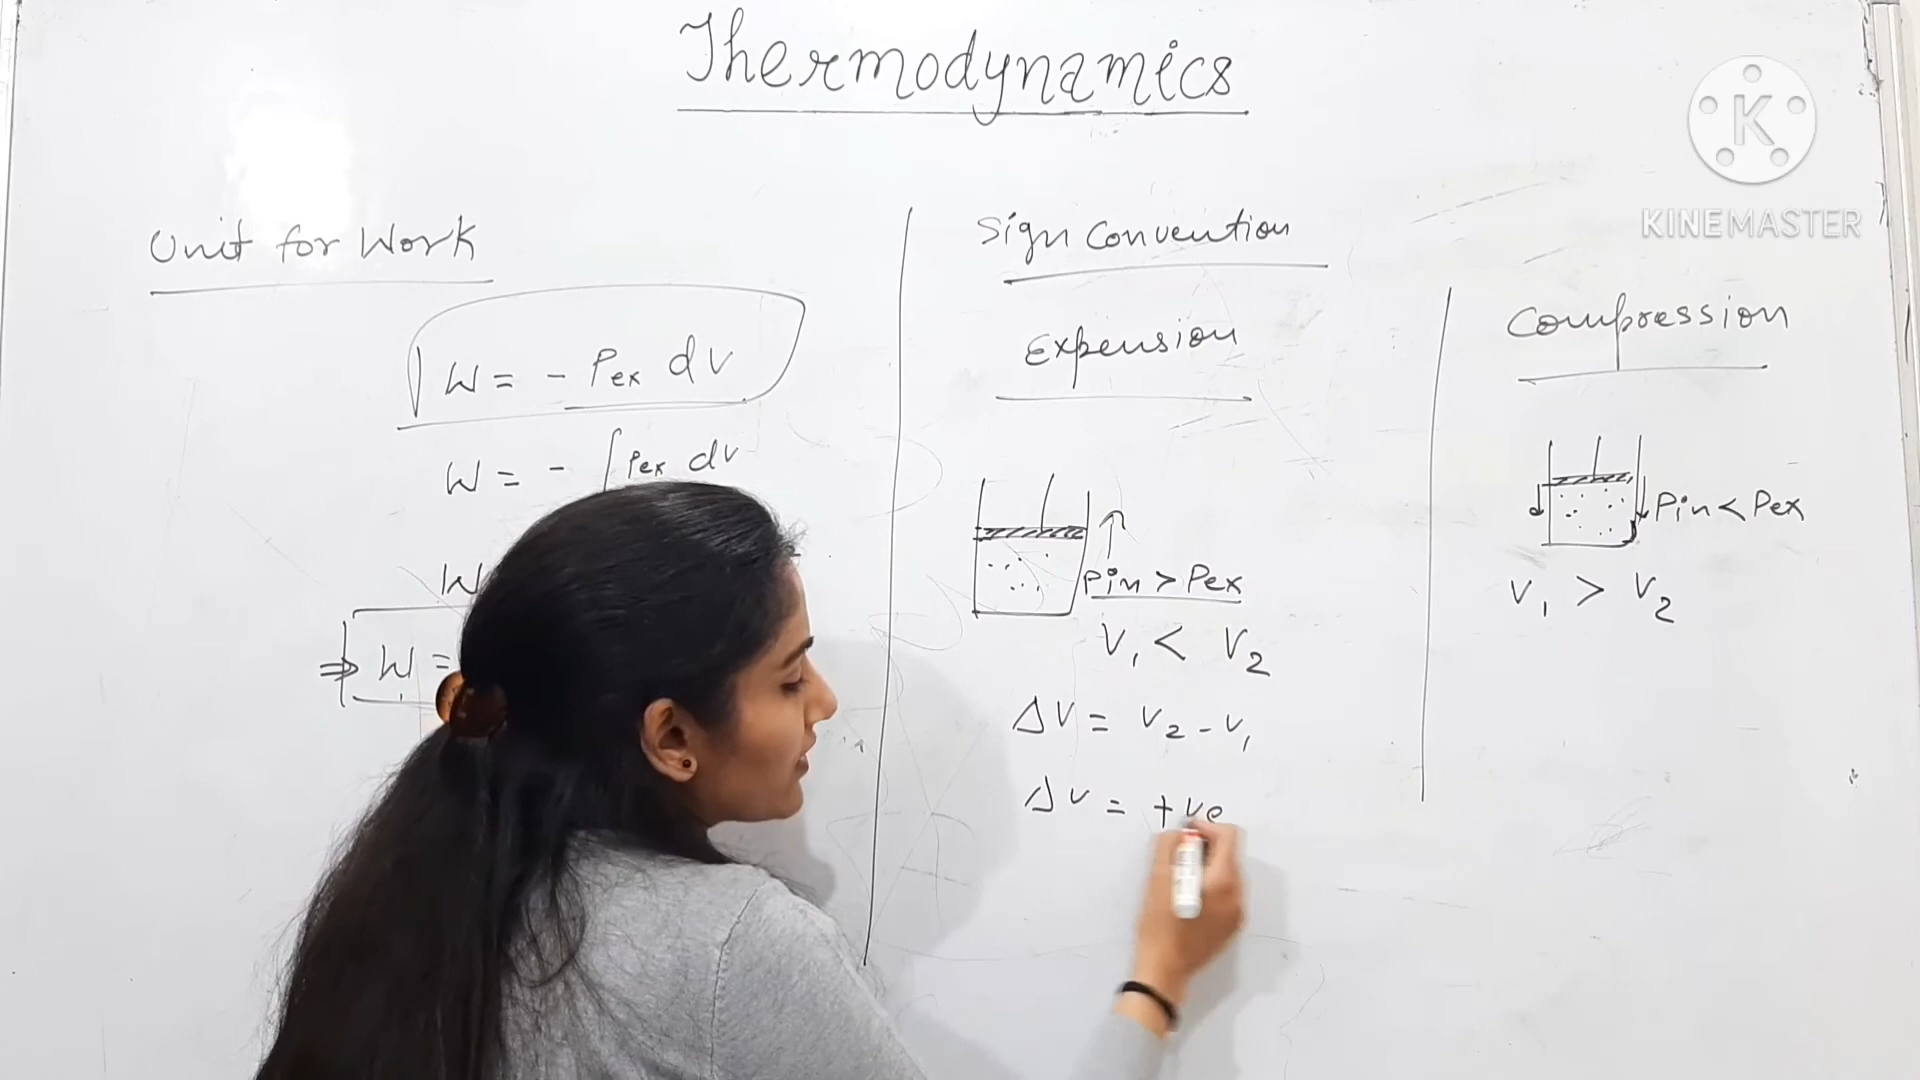 Thermodynamics
K
KINEMASTER
Unit for Work
W = - Pex dv
W = - ∫ Pex dv
W
⇒ W =
Sign Convention
Expension
Pin > Pex
V1 < V2
ΔV = V2 - V1
ΔV = +ve
Compression
Pin < Pex
V1 > V2